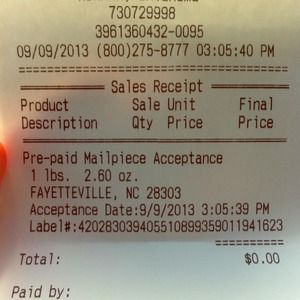 730729998
3961360432-0095
09/09/2013 (800)275-8777 03:05:40 PM
Sales Receipt
Product Sale Unit Final
Description Qty Price Price
Pre-paid Mailpiece Acceptance
1 lbs. 2.60 oz.
FAYETTEVILLE, NC 28303
Acceptance Date:9/9/2013 3:05:39 PM
Label#:420283039405510899359011941623
Total: $0.00
Paid by: